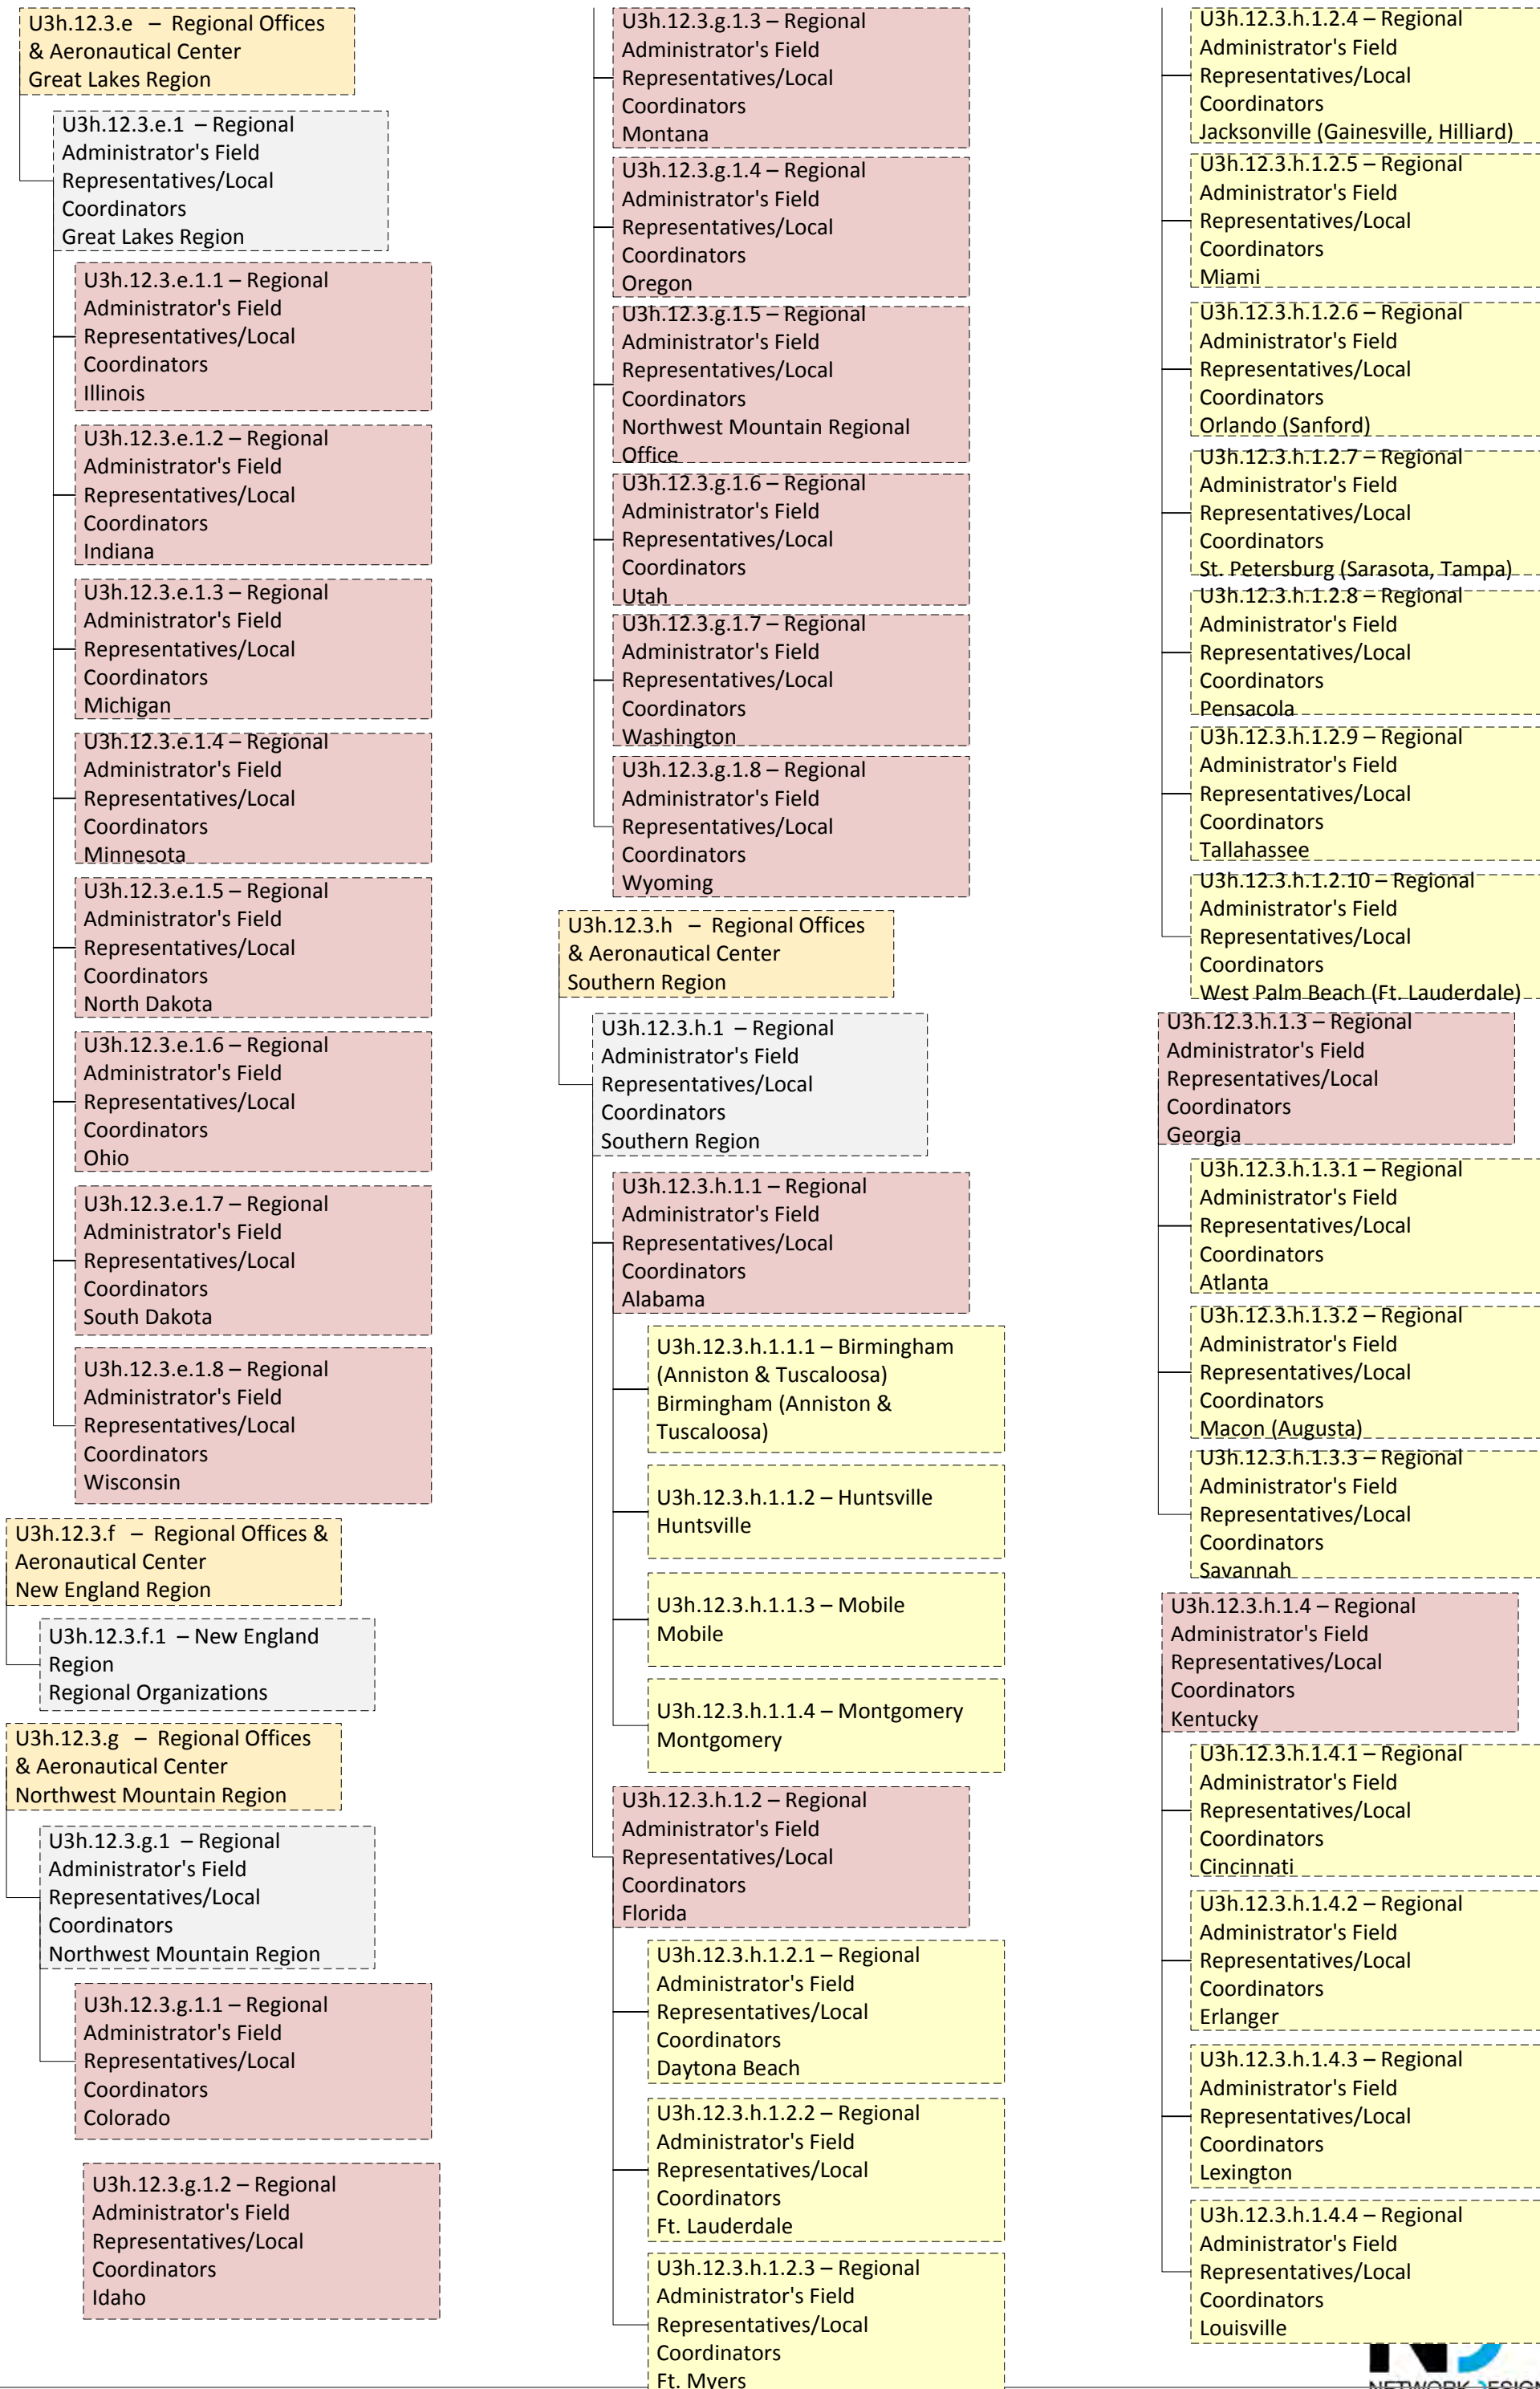 U3h.12.3.e – Regional Offices
& Aeronautical Center
Great Lakes Region
U3h.12.3.e.1 – Regional
Administrator's Field
Representatives/Local
Coordinators
Great Lakes Region
U3h.12.3.e.1.1 – Regional
Administrator's Field
Representatives/Local
Coordinators
Illinois
U3h.12.3.e.1.2 – Regional
Administrator's Field
Representatives/Local
Coordinators
Indiana
U3h.12.3.e.1.3 – Regional
Administrator's Field
Representatives/Local
Coordinators
Michigan
U3h.12.3.e.1.4 – Regional
Administrator's Field
Representatives/Local
Coordinators
Minnesota
U3h.12.3.e.1.5 – Regional
Administrator's Field
Representatives/Local
Coordinators
North Dakota
U3h.12.3.e.1.6 – Regional
Administrator's Field
Representatives/Local
Coordinators
Ohio
U3h.12.3.e.1.7 – Regional
Administrator's Field
Representatives/Local
Coordinators
South Dakota
U3h.12.3.e.1.8 – Regional
Administrator's Field
Representatives/Local
Coordinators
Wisconsin
U3h.12.3.f – Regional Offices &
Aeronautical Center
New England Region
U3h.12.3.f.1 – New England
Region
Regional Organizations
U3h.12.3.g – Regional Offices
& Aeronautical Center
Northwest Mountain Region
U3h.12.3.g.1 – Regional
Administrator's Field
Representatives/Local
Coordinators
Northwest Mountain Region
U3h.12.3.g.1.1 – Regional
Administrator's Field
Representatives/Local
Coordinators
Colorado
U3h.12.3.g.1.2 – Regional
Administrator's Field
Representatives/Local
Coordinators
Idaho
U3h.12.3.g.1.3 – Regional
Administrator's Field
Representatives/Local
Coordinators
Montana
U3h.12.3.g.1.4 – Regional
Administrator's Field
Representatives/Local
Coordinators
Oregon
U3h.12.3.g.1.5 – Regional
Administrator's Field
Representatives/Local
Coordinators
Northwest Mountain Regional
Office
U3h.12.3.g.1.6 – Regional
Administrator's Field
Representatives/Local
Coordinators
Utah
U3h.12.3.g.1.7 – Regional
Administrator's Field
Representatives/Local
Coordinators
Washington
U3h.12.3.g.1.8 – Regional
Administrator's Field
Representatives/Local
Coordinators
Wyoming
U3h.12.3.h – Regional Offices
& Aeronautical Center
Southern Region
U3h.12.3.h.1 – Regional
Administrator's Field
Representatives/Local
Coordinators
Southern Region
U3h.12.3.h.1.1 – Regional
Administrator's Field
Representatives/Local
Coordinators
Alabama
U3h.12.3.h.1.1.1 – Birmingham
(Anniston & Tuscaloosa)
Birmingham (Anniston &
Tuscaloosa)
U3h.12.3.h.1.1.2 – Huntsville
Huntsville
U3h.12.3.h.1.1.3 – Mobile
Mobile
U3h.12.3.h.1.1.4 – Montgomery
Montgomery
U3h.12.3.h.1.2 – Regional
Administrator's Field
Representatives/Local
Coordinators
Florida
U3h.12.3.h.1.2.1 – Regional
Administrator's Field
Representatives/Local
Coordinators
Daytona Beach
U3h.12.3.h.1.2.2 – Regional
Administrator's Field
Representatives/Local
Coordinators
Ft. Lauderdale
U3h.12.3.h.1.2.3 – Regional
Administrator's Field
Representatives/Local
Coordinators
Ft. Myers
U3h.12.3.h.1.2.4 – Regional
Administrator's Field
Representatives/Local
Coordinators
Jacksonville (Gainesville, Hilliard)
U3h.12.3.h.1.2.5 – Regional
Administrator's Field
Representatives/Local
Coordinators
Miami
U3h.12.3.h.1.2.6 – Regional
Administrator's Field
Representatives/Local
Coordinators
Orlando (Sanford)
U3h.12.3.h.1.2.7 – Regional
Administrator's Field
Representatives/Local
Coordinators
St. Petersburg (Sarasota, Tampa)
U3h.12.3.h.1.2.8 – Regional
Administrator's Field
Representatives/Local
Coordinators
Pensacola
U3h.12.3.h.1.2.9 – Regional
Administrator's Field
Representatives/Local
Coordinators
Tallahassee
U3h.12.3.h.1.2.10 – Regional
Administrator's Field
Representatives/Local
Coordinators
West Palm Beach (Ft. Lauderdale)
U3h.12.3.h.1.3 – Regional
Administrator's Field
Representatives/Local
Coordinators
Georgia
U3h.12.3.h.1.3.1 – Regional
Administrator's Field
Representatives/Local
Coordinators
Atlanta
U3h.12.3.h.1.3.2 – Regional
Administrator's Field
Representatives/Local
Coordinators
Macon (Augusta)
U3h.12.3.h.1.3.3 – Regional
Administrator's Field
Representatives/Local
Coordinators
Savannah
U3h.12.3.h.1.4 – Regional
Administrator's Field
Representatives/Local
Coordinators
Kentucky
U3h.12.3.h.1.4.1 – Regional
Administrator's Field
Representatives/Local
Coordinators
Cincinnati
U3h.12.3.h.1.4.2 – Regional
Administrator's Field
Representatives/Local
Coordinators
Erlanger
U3h.12.3.h.1.4.3 – Regional
Administrator's Field
Representatives/Local
Coordinators
Lexington
U3h.12.3.h.1.4.4 – Regional
Administrator's Field
Representatives/Local
Coordinators
Louisville